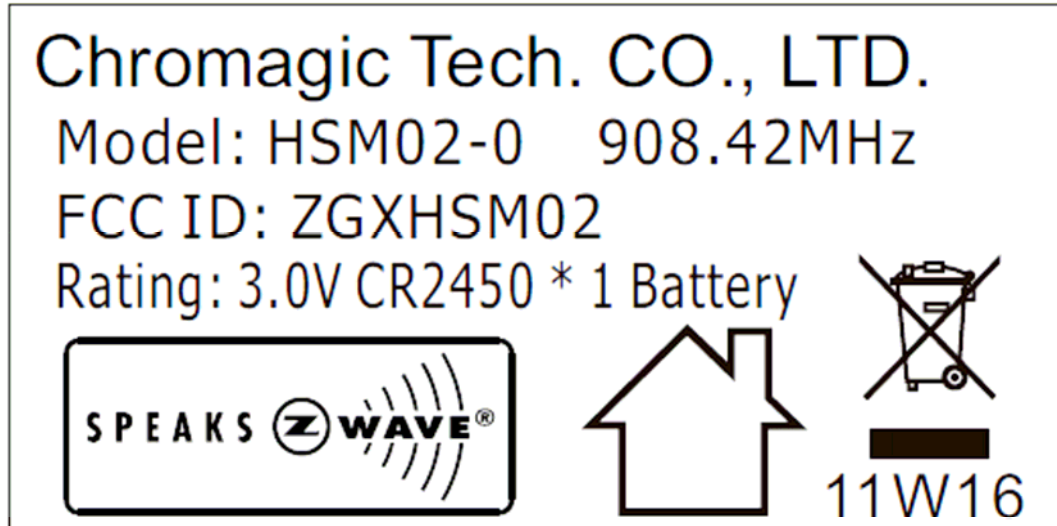 Chromagic Tech. CO., LTD.
Model: HSM02-0 908.42MHz
FCC ID: ZGXHSM02
Rating: 3.0V CR2450 * 1 Battery
SPEAKS Z WAVE®
11W16